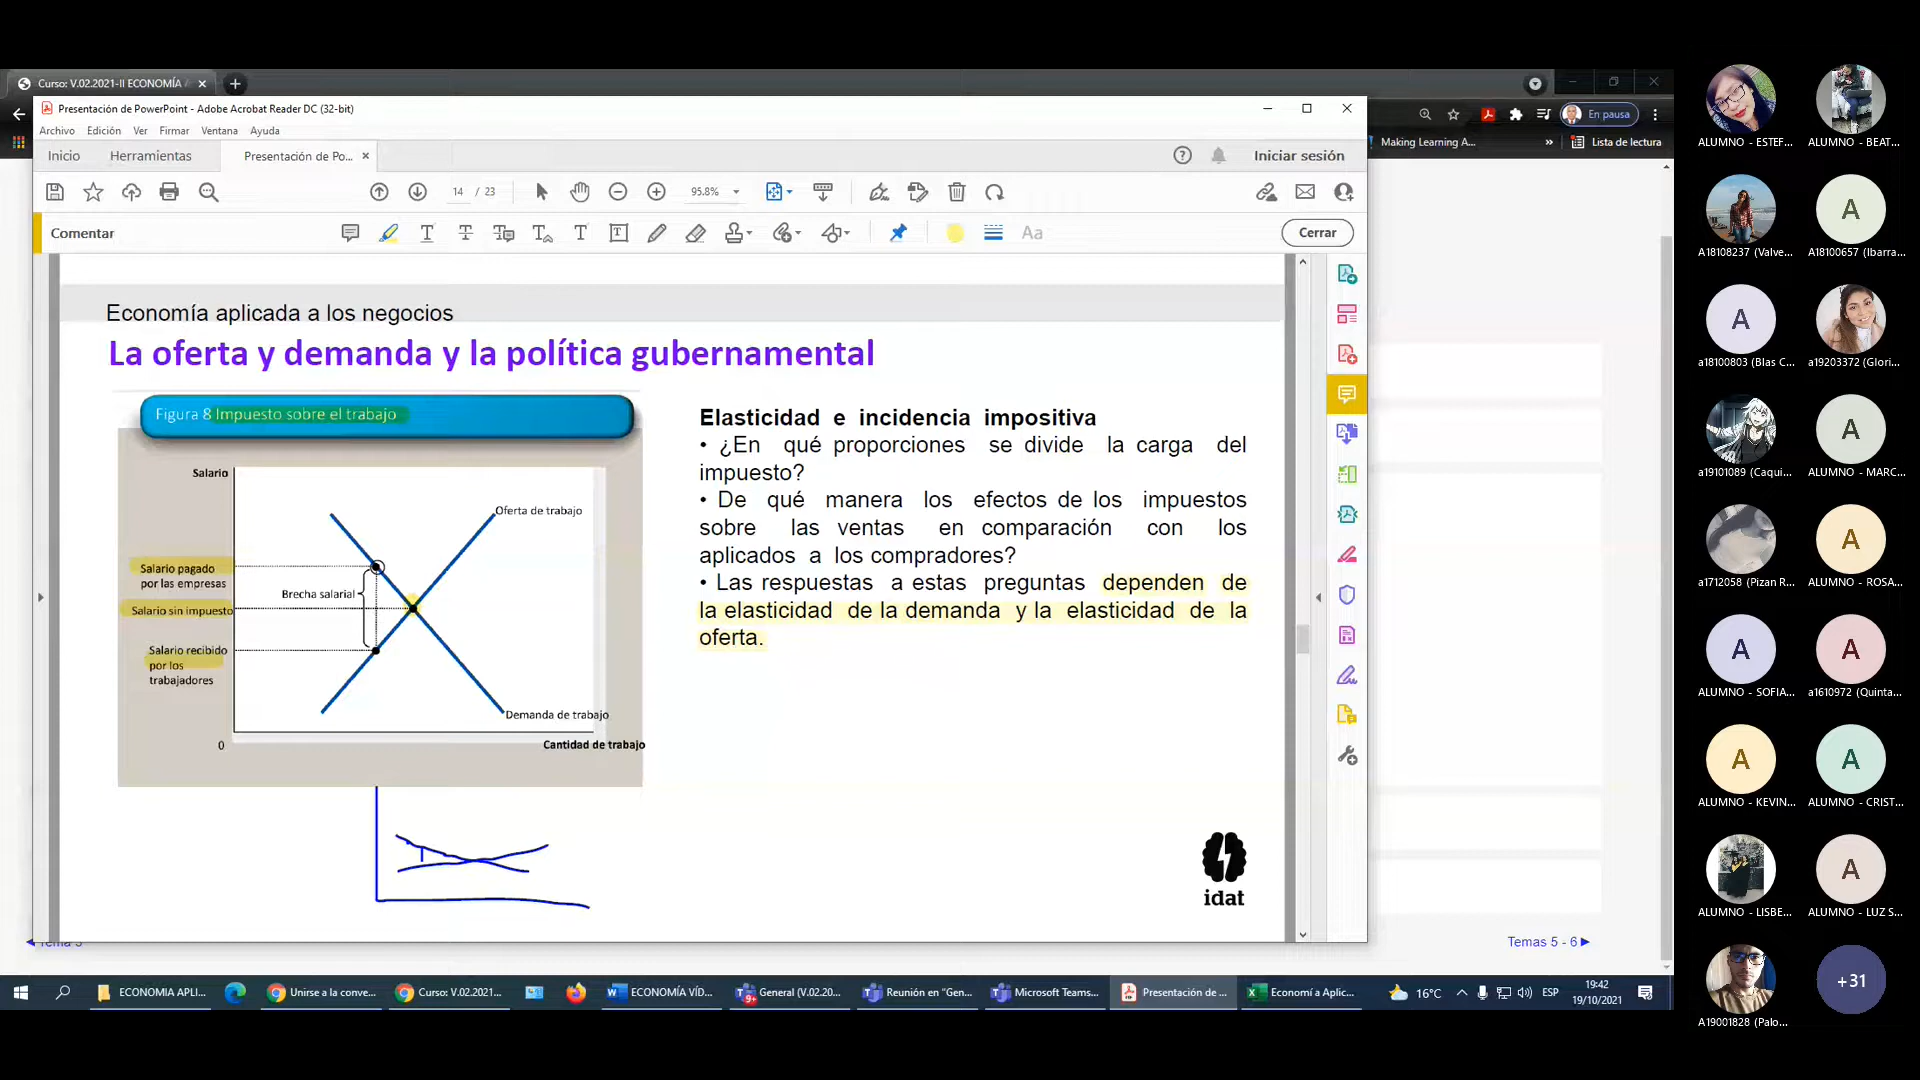 Curso: V.02.2021-II ECONOMÍA
Presentación de PowerPoint - Adobe Acrobat Reader DC (32-bit)
Archivo Edición Ver Firmar Ventana Ayuda
En pausa
Making Learning A...
Lista de lectura
Inicio Herramientas Presentación de Po... Iniciar sesión
14 / 23 95.8%
Comentar Cerrar
Economía aplicada a los negocios
La oferta y demanda y la política gubernamental
Figura 8 Impuesto sobre el trabajo
Salario
Oferta de trabajo
Salario pagado
por las empresas
Brecha salarial
Salario sin impuesto
Salario recibido
por los
trabajadores
Demanda de trabajo
0
Cantidad de trabajo
Elasticidad e incidencia impositiva
• ¿En qué proporciones se divide la carga del
impuesto?
• De qué manera los efectos de los impuestos
sobre las ventas en comparación con los
aplicados a los compradores?
• Las respuestas a estas preguntas dependen de
la elasticidad de la demanda y la elasticidad de la
oferta.
idat
Tema 3
Temas 5 - 6
ECONOMIA APLI...
Unirse a la conve...
Curso: V.02.2021...
ECONOMÍA VÍD...
General (V.02.20...
Reunión en "Gen...
Microsoft Teams...
Presentación de ...
Economí a Aplic...
16°C
ESP
19:42
19/10/2021
ALUMNO - ESTEF... ALUMNO - BEAT...
A18108237 (Valve... A18100657 (Ibarra...
a18100803 (Blas C... a19203372 (Glori...
a19101089 (Caqui... ALUMNO - MARC...
a1712058 (Pizan R... ALUMNO - ROSA...
ALUMNO - SOFIA... a1610972 (Quinta...
ALUMNO - KEVIN... ALUMNO - CRIST...
ALUMNO - LISBE... ALUMNO - LUZ S...
A19001828 (Palo...
+31